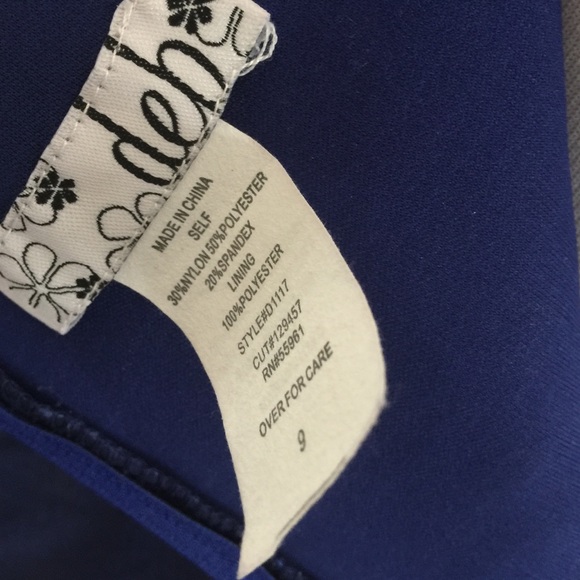 deb
MADE IN CHINA
SELF
30%NYLON 50%POLYESTER
20%SPANDEX
LINING
100%POLYESTER
STYLE#D1117
CUT#129457
RN#55961
OVER FOR CARE
9